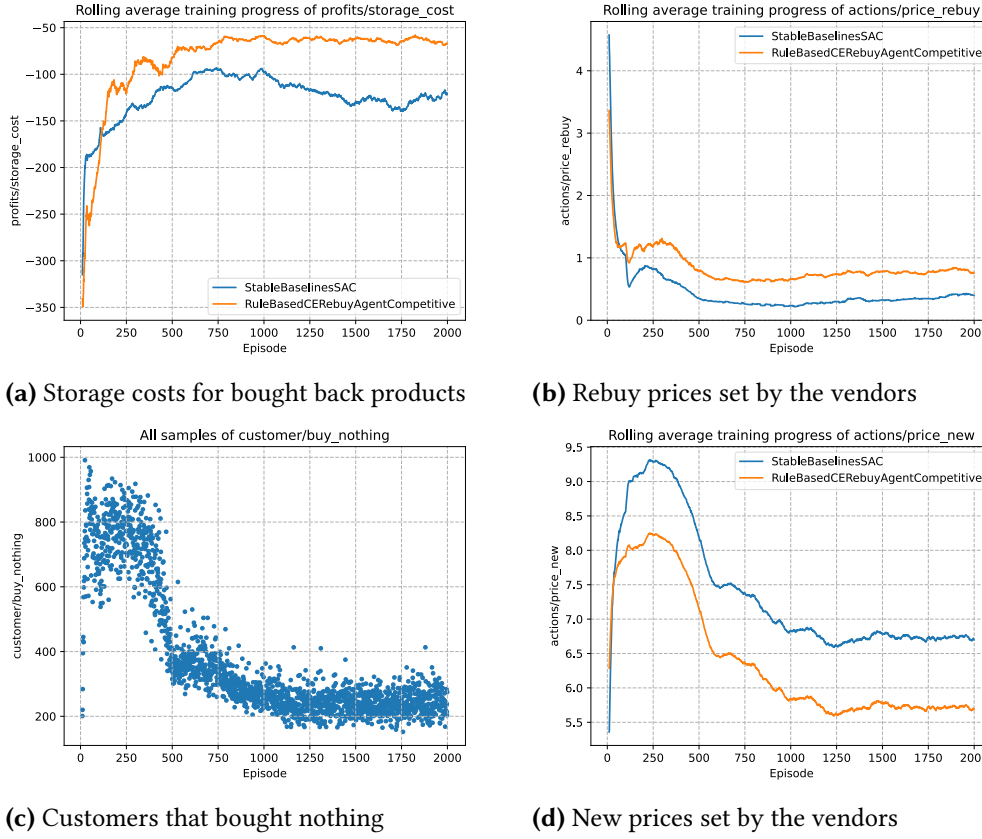 Rolling average training progress of profits/storage_cost
−50
−100
−150
−200
−250
−300
−350
profits/storage_cost
StableBaselinesSAC
RuleBasedCERebuyAgentCompetitive
0 250 500 750 1000 1250 1500 1750 2000
Episode
(a) Storage costs for bought back products
Rolling average training progress of actions/price_rebuy
4
3
2
1
0
actions/price_rebuy
StableBaselinesSAC
RuleBasedCERebuyAgentCompetitive
0 250 500 750 1000 1250 1500 1750 2000
Episode
(b) Rebuy prices set by the vendors
All samples of customer/buy_nothing
1000
800
600
400
200
customer/buy_nothing
0 250 500 750 1000 1250 1500 1750 2000
Episode
(c) Customers that bought nothing
Rolling average training progress of actions/price_new
9.5
9.0
8.5
8.0
7.5
7.0
6.5
6.0
5.5
actions/price_new
StableBaselinesSAC
RuleBasedCERebuyAgentCompetitive
0 250 500 750 1000 1250 1500 1750 2000
Episode
(d) New prices set by the vendors